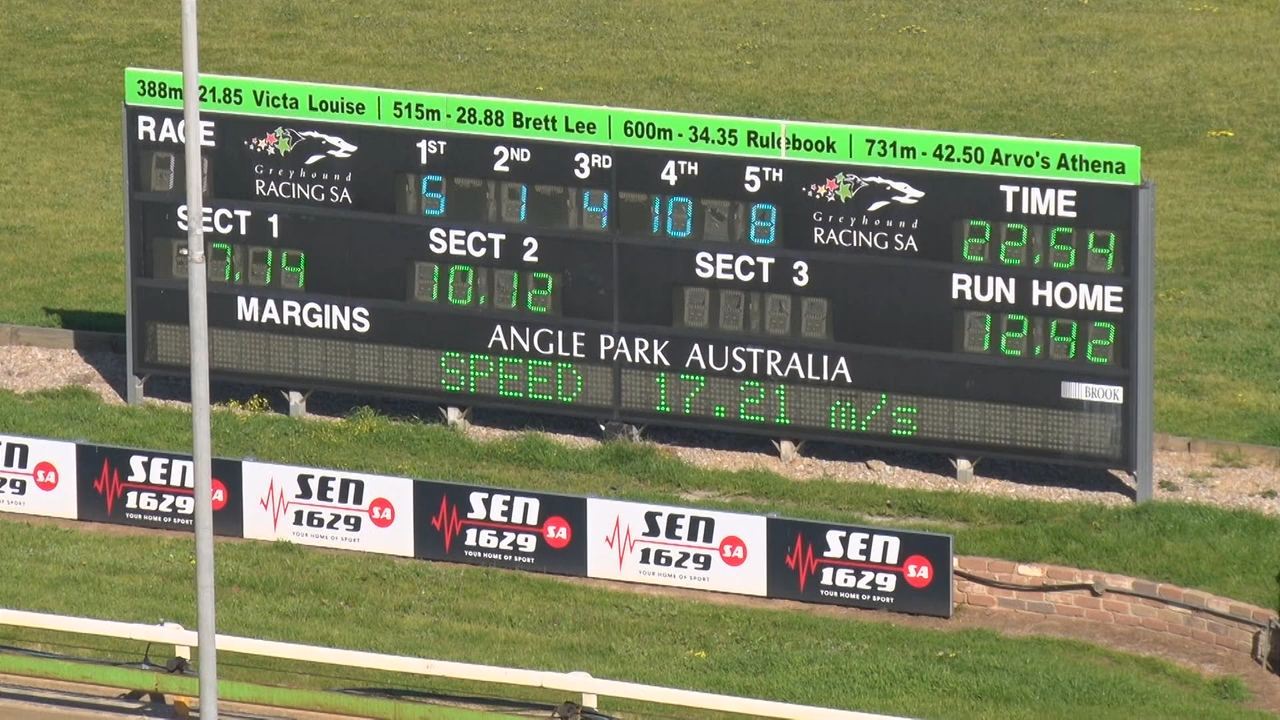 388m - 21.85 Victa Louise | 515m - 28.88 Brett Lee | 600m - 34.35 Rulebook | 731m - 42.50 Arvo's Athena
RACE
Greyhound
RACING SA
1ST 2ND 3RD 4TH 5TH
5 1 4 10 8
Greyhound
RACING SA
TIME
22.54
SECT 1
7.14
SECT 2
10.12
SECT 3
RUN HOME
12.42
MARGINS
ANGLE PARK AUSTRALIA
SPEED 17.21 m/s
BROOK
SEN
1629
SA
YOUR HOME OF SPORT
SEN
1629
SA
YOUR HOME OF SPORT
SEN
1629
SA
YOUR HOME OF SPORT
SEN
1629
SA
YOUR HOME OF SPORT
SEN
1629
SA
YOUR HOME OF SPORT
SEN
1629
SA
YOUR HOME OF SPORT